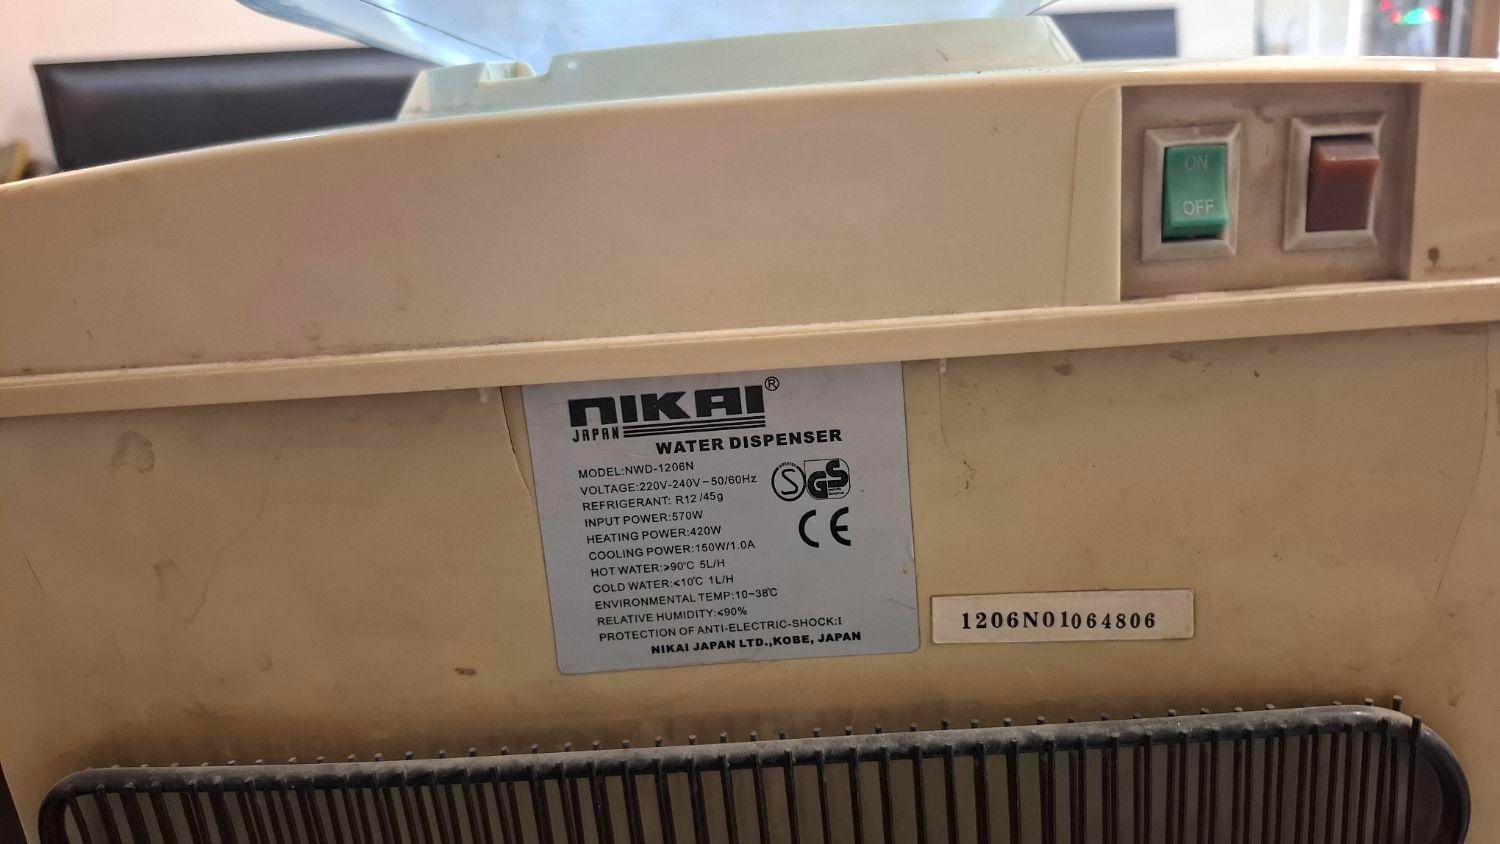 ON
OFF
NIKAI®
JAPAN
WATER DISPENSER
MODEL:NWD-1206N
VOLTAGE:220V-240V~50/60Hz
REFRIGERANT: R12/45g
INPUT POWER:570W
HEATING POWER:420W
COOLING POWER:150W/1.0A
HOT WATER:≥90℃ 5L/H
COLD WATER:≤10℃ 1L/H
ENVIRONMENTAL TEMP:10~38℃
RELATIVE HUMIDITY:≤90%
PROTECTION OF ANTI-ELECTRIC-SHOCK:I
NIKAI JAPAN LTD.,KOBE, JAPAN
S GS
CE
1206N01064806